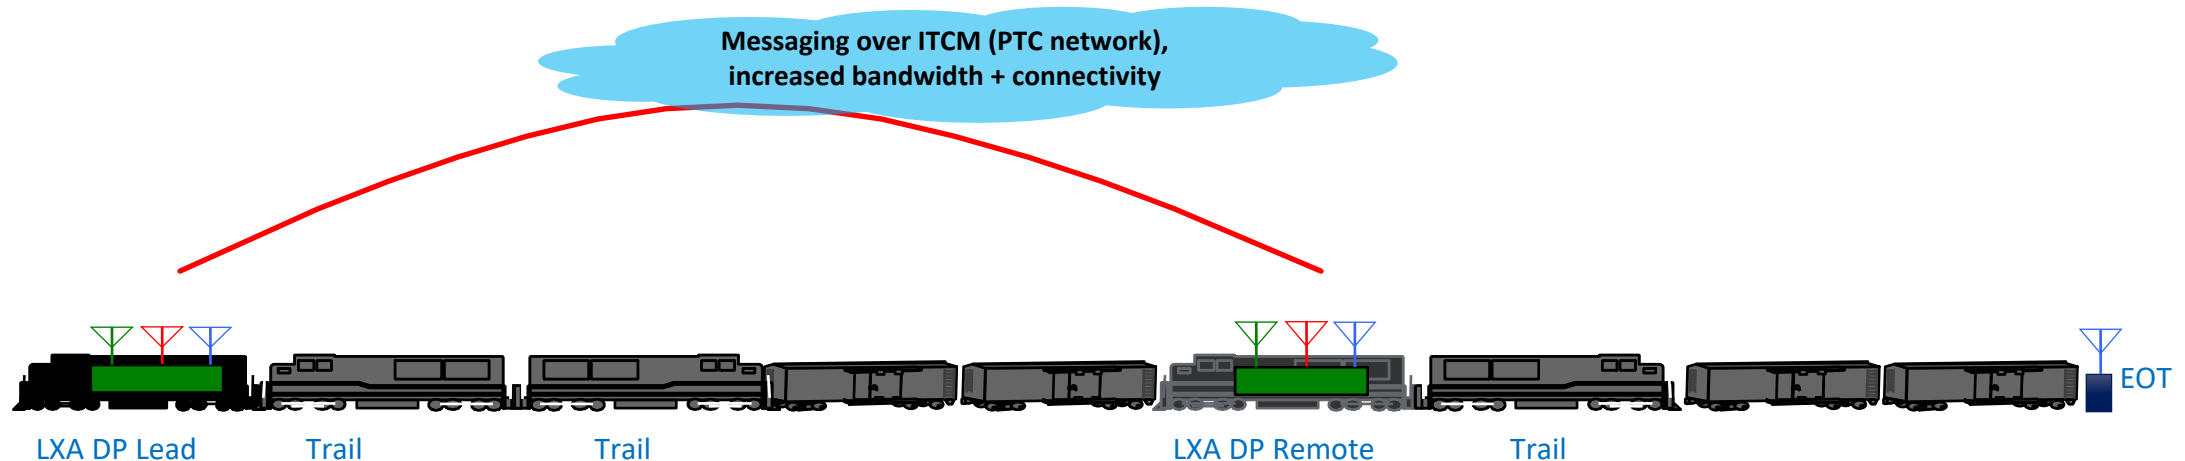 Messaging over ITCM (PTC network),
increased bandwidth + connectivity
EOT
LXA DP Lead
Trail
Trail
LXA DP Remote
Trail